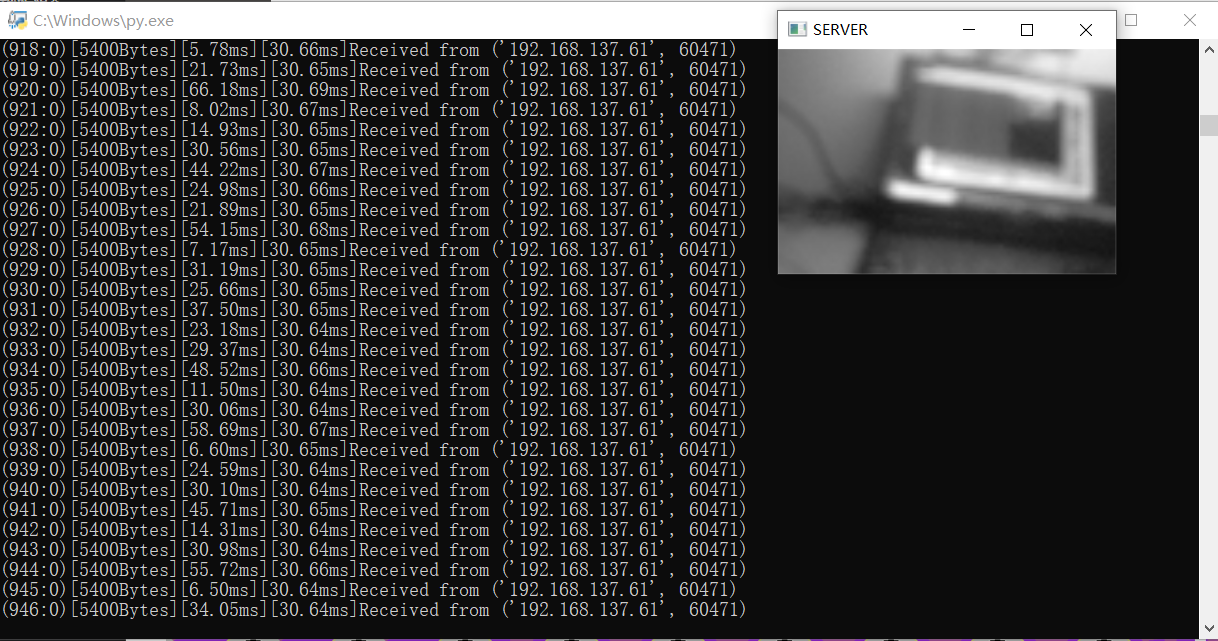 C:\Windows\py.exe
SERVER
(918:0)[5400Bytes][5.78ms][30.66ms]Received from ('192.168.137.61', 60471)
(919:0)[5400Bytes][21.73ms][30.65ms]Received from ('192.168.137.61', 60471)
(920:0)[5400Bytes][66.18ms][30.69ms]Received from ('192.168.137.61', 60471)
(921:0)[5400Bytes][8.02ms][30.67ms]Received from ('192.168.137.61', 60471)
(922:0)[5400Bytes][14.93ms][30.65ms]Received from ('192.168.137.61', 60471)
(923:0)[5400Bytes][30.56ms][30.65ms]Received from ('192.168.137.61', 60471)
(924:0)[5400Bytes][44.22ms][30.67ms]Received from ('192.168.137.61', 60471)
(925:0)[5400Bytes][24.98ms][30.66ms]Received from ('192.168.137.61', 60471)
(926:0)[5400Bytes][21.89ms][30.65ms]Received from ('192.168.137.61', 60471)
(927:0)[5400Bytes][54.15ms][30.68ms]Received from ('192.168.137.61', 60471)
(928:0)[5400Bytes][7.17ms][30.65ms]Received from ('192.168.137.61', 60471)
(929:0)[5400Bytes][31.19ms][30.65ms]Received from ('192.168.137.61', 60471)
(930:0)[5400Bytes][25.66ms][30.65ms]Received from ('192.168.137.61', 60471)
(931:0)[5400Bytes][37.50ms][30.65ms]Received from ('192.168.137.61', 60471)
(932:0)[5400Bytes][23.18ms][30.64ms]Received from ('192.168.137.61', 60471)
(933:0)[5400Bytes][29.37ms][30.64ms]Received from ('192.168.137.61', 60471)
(934:0)[5400Bytes][48.52ms][30.66ms]Received from ('192.168.137.61', 60471)
(935:0)[5400Bytes][11.50ms][30.64ms]Received from ('192.168.137.61', 60471)
(936:0)[5400Bytes][30.06ms][30.64ms]Received from ('192.168.137.61', 60471)
(937:0)[5400Bytes][58.69ms][30.67ms]Received from ('192.168.137.61', 60471)
(938:0)[5400Bytes][6.60ms][30.65ms]Received from ('192.168.137.61', 60471)
(939:0)[5400Bytes][24.59ms][30.64ms]Received from ('192.168.137.61', 60471)
(940:0)[5400Bytes][30.10ms][30.64ms]Received from ('192.168.137.61', 60471)
(941:0)[5400Bytes][45.71ms][30.65ms]Received from ('192.168.137.61', 60471)
(942:0)[5400Bytes][14.31ms][30.64ms]Received from ('192.168.137.61', 60471)
(943:0)[5400Bytes][30.98ms][30.64ms]Received from ('192.168.137.61', 60471)
(944:0)[5400Bytes][55.72ms][30.66ms]Received from ('192.168.137.61', 60471)
(945:0)[5400Bytes][6.50ms][30.64ms]Received from ('192.168.137.61', 60471)
(946:0)[5400Bytes][34.05ms][30.64ms]Received from ('192.168.137.61', 60471)